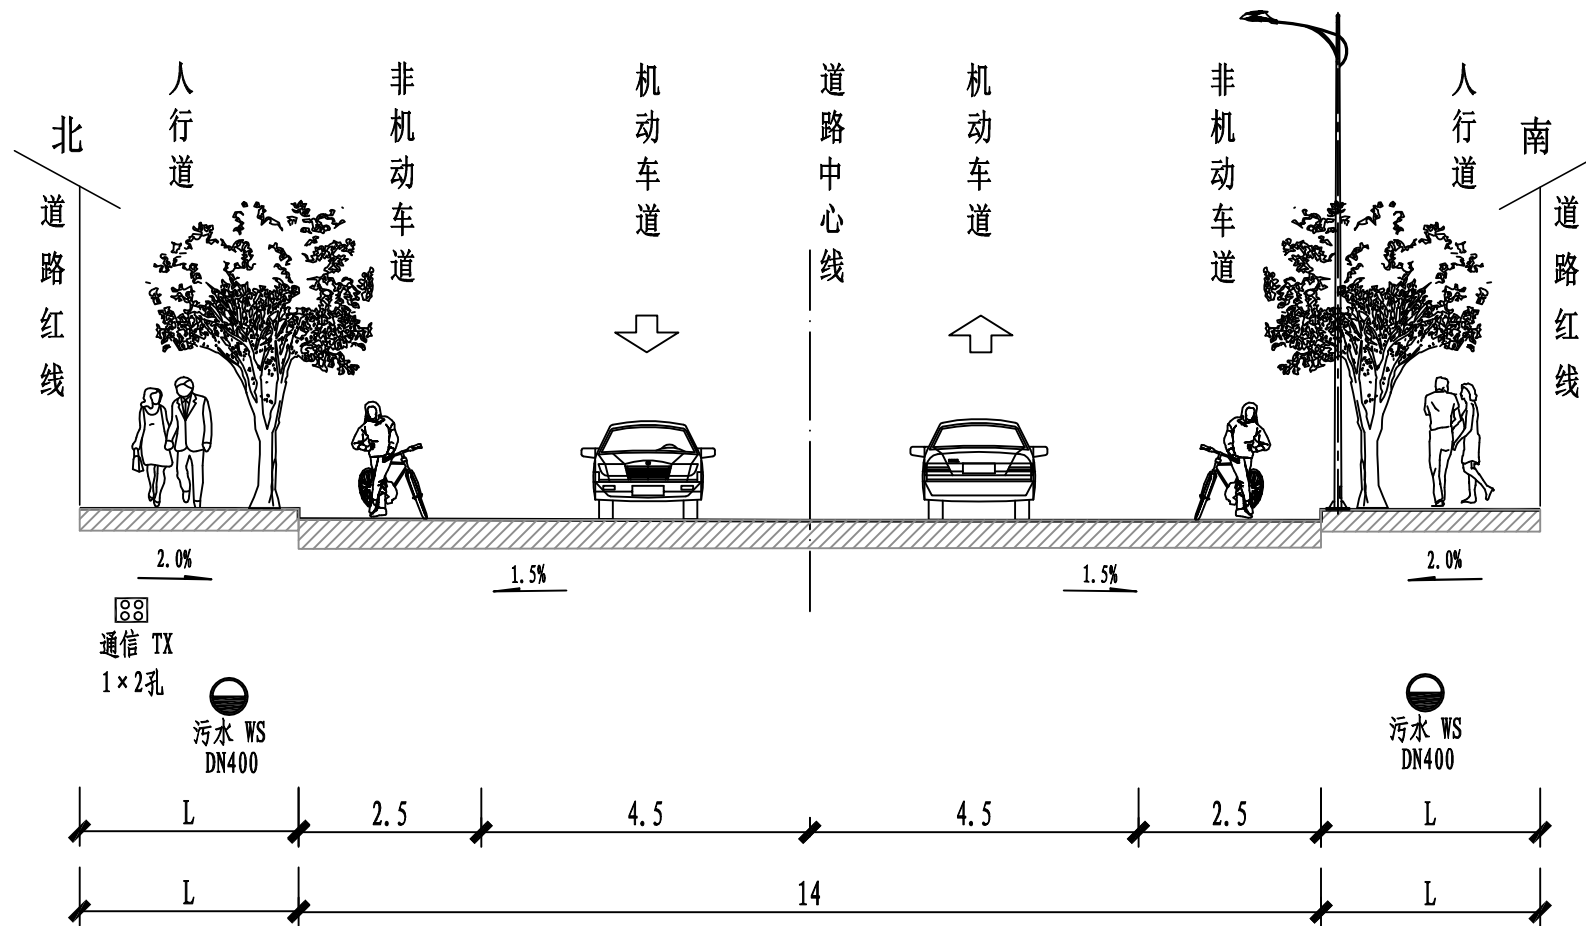 北
道路红线
人行道
非机动车道
机动车道
道路中心线
机动车道
非机动车道
人行道
南
道路红线
2.0%
1.5%
1.5%
2.0%
通信 TX
1×2孔
污水 WS
DN400
污水 WS
DN400
L
2.5
4.5
4.5
2.5
L
L
14
L